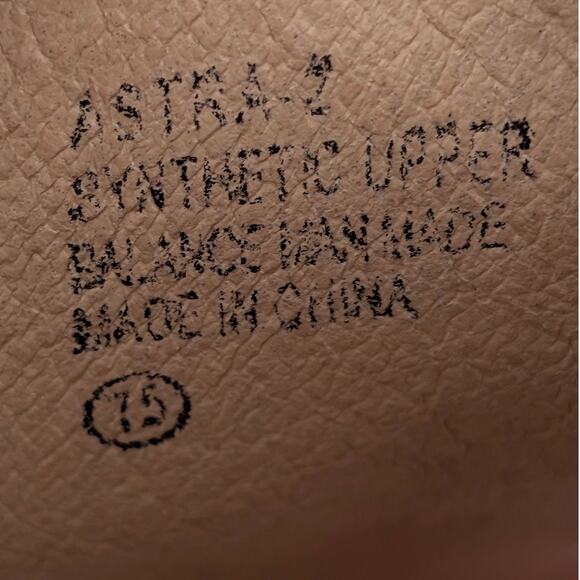 ASTRA-2
SYNTHETIC UPPER
BALANCE MAN MADE
MADE IN CHINA
7.5